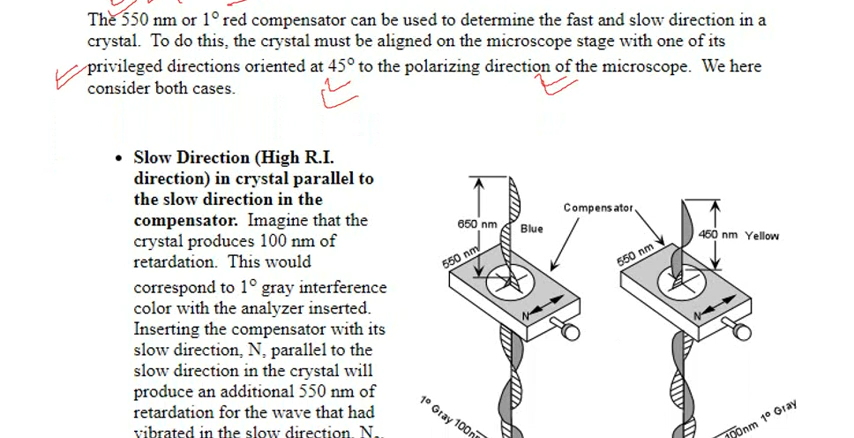 The 550 nm or 1° red compensator can be used to determine the fast and slow direction in a
crystal. To do this, the crystal must be aligned on the microscope stage with one of its
privileged directions oriented at 45° to the polarizing direction of the microscope. We here
consider both cases.
• Slow Direction (High R.I.
direction) in crystal parallel to
the slow direction in the
compensator. Imagine that the
crystal produces 100 nm of
retardation. This would
correspond to 1° gray interference
color with the analyzer inserted.
Inserting the compensator with its
slow direction, N, parallel to the
slow direction in the crystal will
produce an additional 550 nm of
retardation for the wave that had
vibrated in the slow direction, N
Compensator
650 nm
Blue
550 nm
N
1° Gray 100n
450 nm Yellow
550 nm
N
100nm 1° Gray